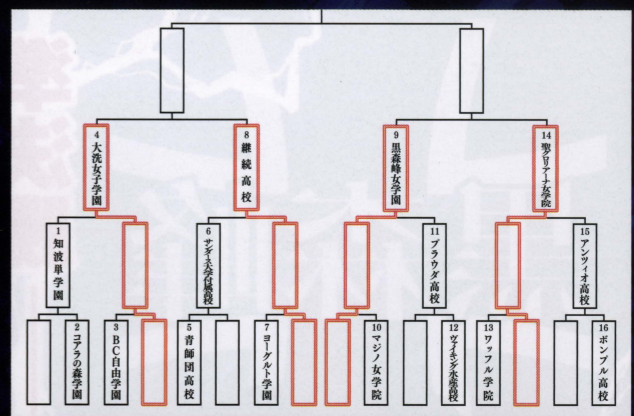 4 大洗女子学園
8 継続高校
9 黒森峰女学園
14 聖グロリアーナ女学院
1 知波単学園
6 サンダース大学付属高校
11 プラウダ高校
15 アンツィオ高校
2 コアラの森学園
3 BC自由学園
5 青師団高校
7 ヨーグルト学園
10 マジノ女学院
12 ヴァイキング水産高校
13 ワッフル学院
16 ボンプル高校